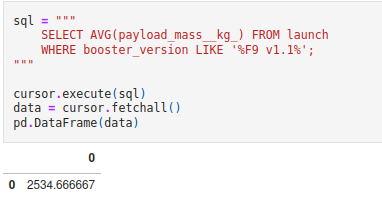 sql = """
    SELECT AVG(payload_mass__kg_) FROM launch
    WHERE booster_version LIKE '%F9 v1.1%';
"""
cursor.execute(sql)
data = cursor.fetchall()
pd.DataFrame(data)
0
0 2534.666667